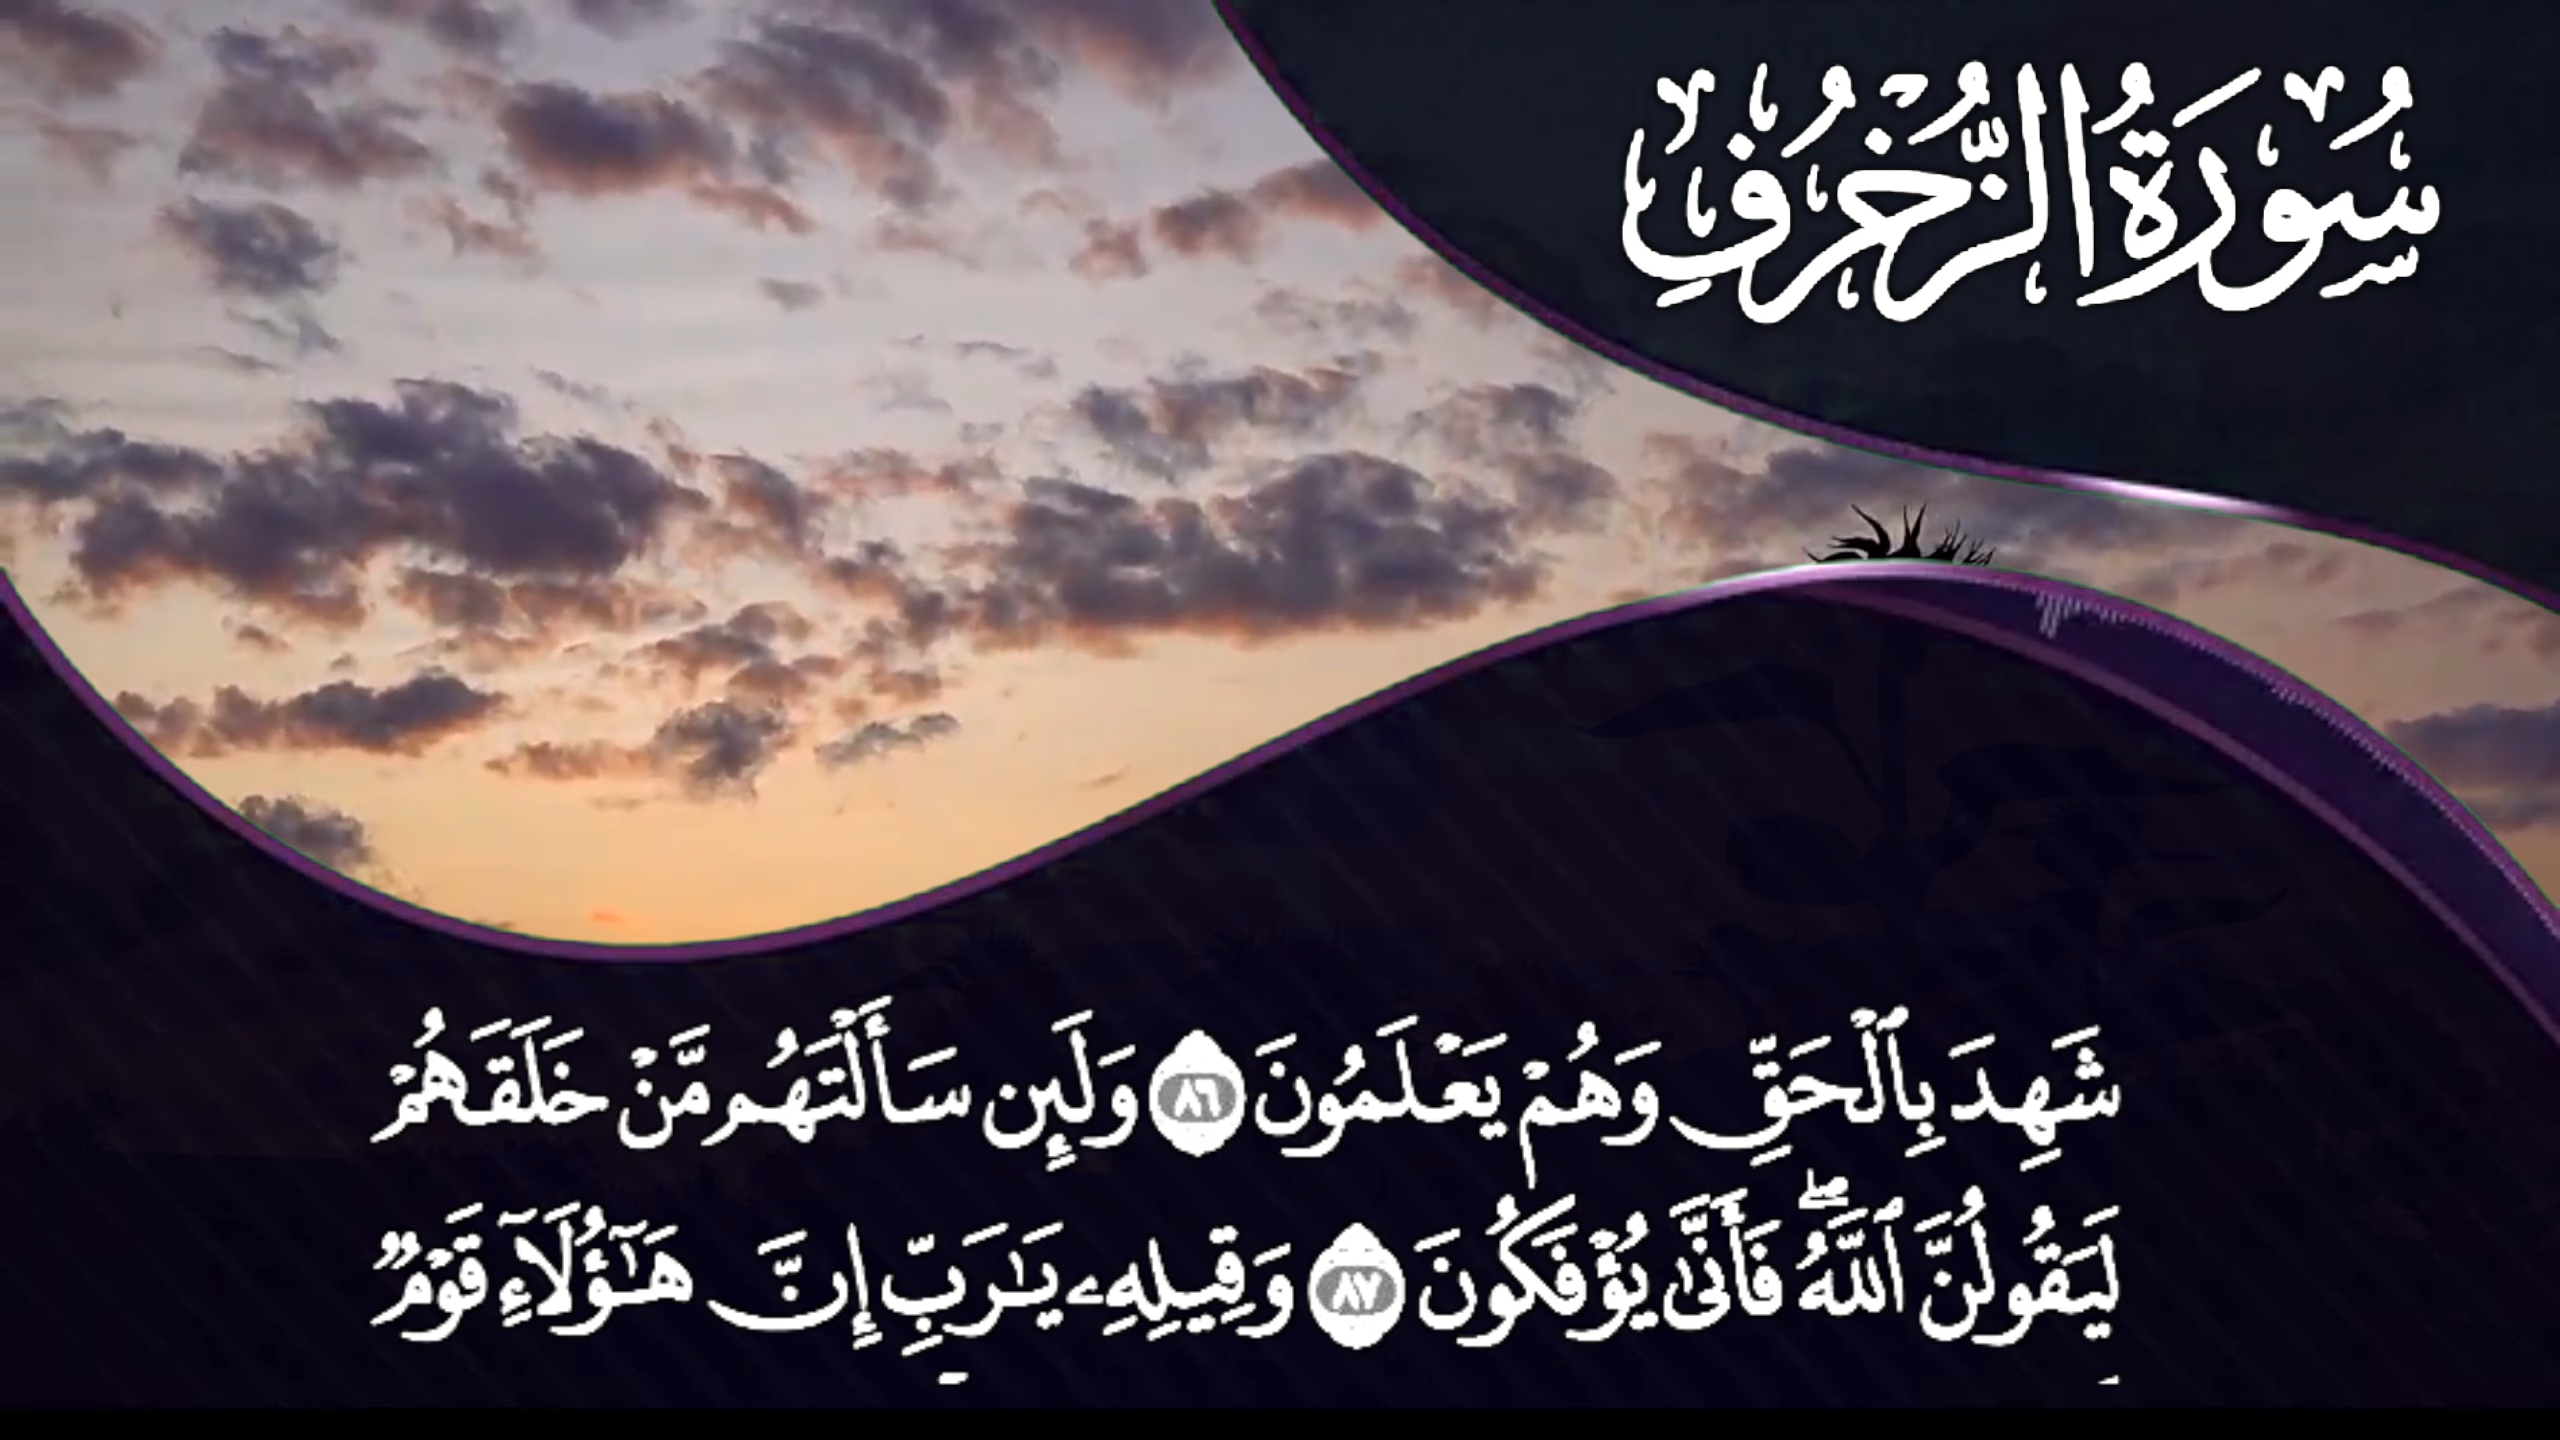 سُورَةُ الزُّخْرُفِ
شَهِدَ بِٱلْحَقِّ وَهُمْ يَعْلَمُونَ ٨٦ وَلَئِن سَأَلْتَهُم مَّنْ خَلَقَهُمْ
لَيَقُولُنَّ ٱللَّهُۖ فَأَنَّىٰ يُؤْفَكُونَ ٨٧ وَقِيلِهِۦ يَٰرَبِّ إِنَّ هَٰٓؤُلَآءِ قَوْمٌ